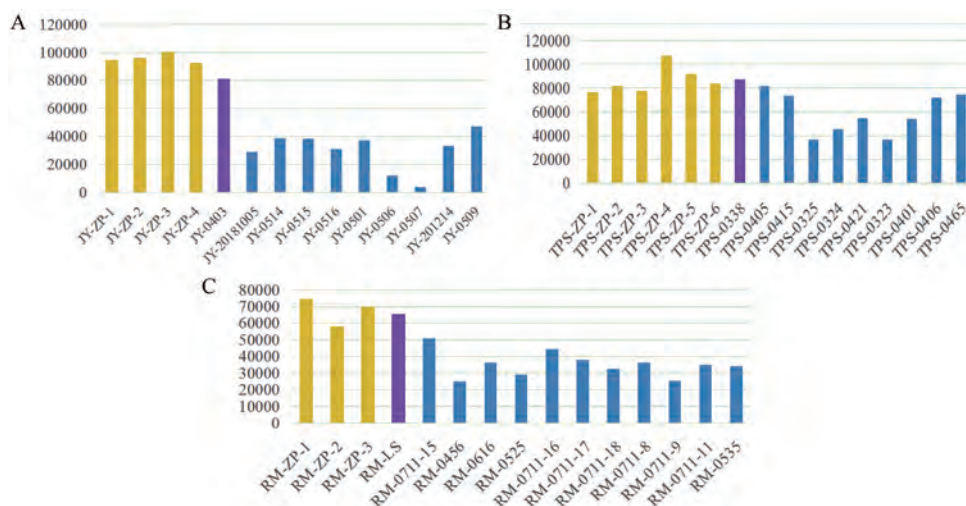 A
120000
100000
80000
60000
40000
20000
0
JY-ZP-1
JY-ZP-2
JY-ZP-3
JY-ZP-4
JY-0403
JY-20181005
JY-0514
JY-0515
JY-0516
JY-0501
JY-0506
JY-0507
JY-201214
JY-0509
B
120000
100000
80000
60000
40000
20000
0
TPS-ZP-1
TPS-ZP-2
TPS-ZP-3
TPS-ZP-4
TPS-ZP-5
TPS-ZP-6
TPS-0338
TPS-0405
TPS-0415
TPS-0325
TPS-0324
TPS-0421
TPS-0323
TPS-0401
TPS-0406
TPS-0465
C
80000
70000
60000
50000
40000
30000
20000
10000
0
RM-ZP-1
RM-ZP-2
RM-ZP-3
RM-LS
RM-0711-15
RM-0456
RM-0616
RM-0525
RM-0711-16
RM-0711-17
RM-0711-18
RM-0711-8
RM-0711-9
RM-0711-11
RM-0535